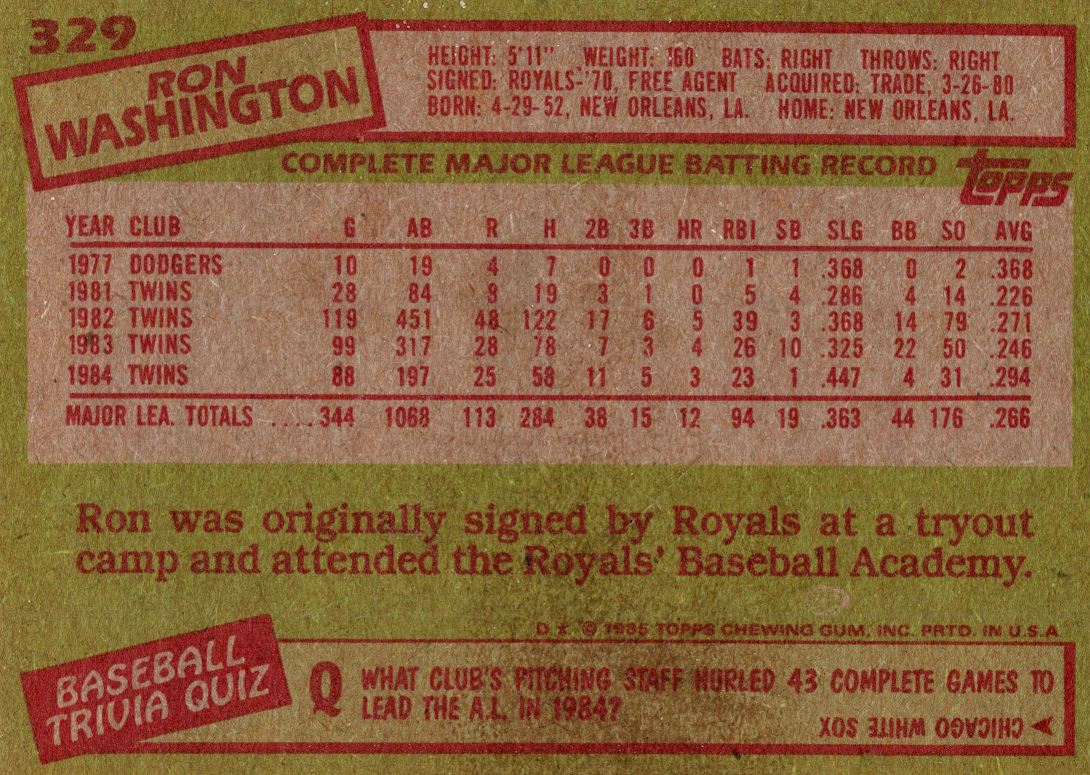 329
RON
WASHINGTON
HEIGHT: 5'11" WEIGHT: 160 BATS: RIGHT THROWS: RIGHT
SIGNED: ROYALS-'70, FREE AGENT ACQUIRED: TRADE, 3-26-80
BORN: 4-29-52, NEW ORLEANS, LA. HOME: NEW ORLEANS, LA.
COMPLETE MAJOR LEAGUE BATTING RECORD
topps
YEAR CLUB G AB R H 2B 3B HR RBI SB SLG BB SO AVG
1977 DODGERS 10 19 4 7 0 0 0 1 1 .368 0 2 .368
1981 TWINS 28 84 8 19 3 1 0 5 4 .286 4 14 .226
1982 TWINS 119 451 48 122 17 6 5 39 3 .368 14 79 .271
1983 TWINS 99 317 28 78 7 3 4 26 10 .325 22 50 .246
1984 TWINS 88 197 25 58 11 5 3 23 1 .447 4 31 .294
MAJOR LEA. TOTALS .... 344 1068 113 284 38 15 12 94 19 .363 44 176 .266
Ron was originally signed by Royals at a tryout
camp and attended the Royals' Baseball Academy.
D * © 1985 TOPPS CHEWING GUM, INC. PRTD. IN U.S.A.
BASEBALL
TRIVIA QUIZ
Q WHAT CLUB'S PITCHING STAFF HURLED 43 COMPLETE GAMES TO
LEAD THE A.L. IN 1984?
CHICAGO WHITE SOX